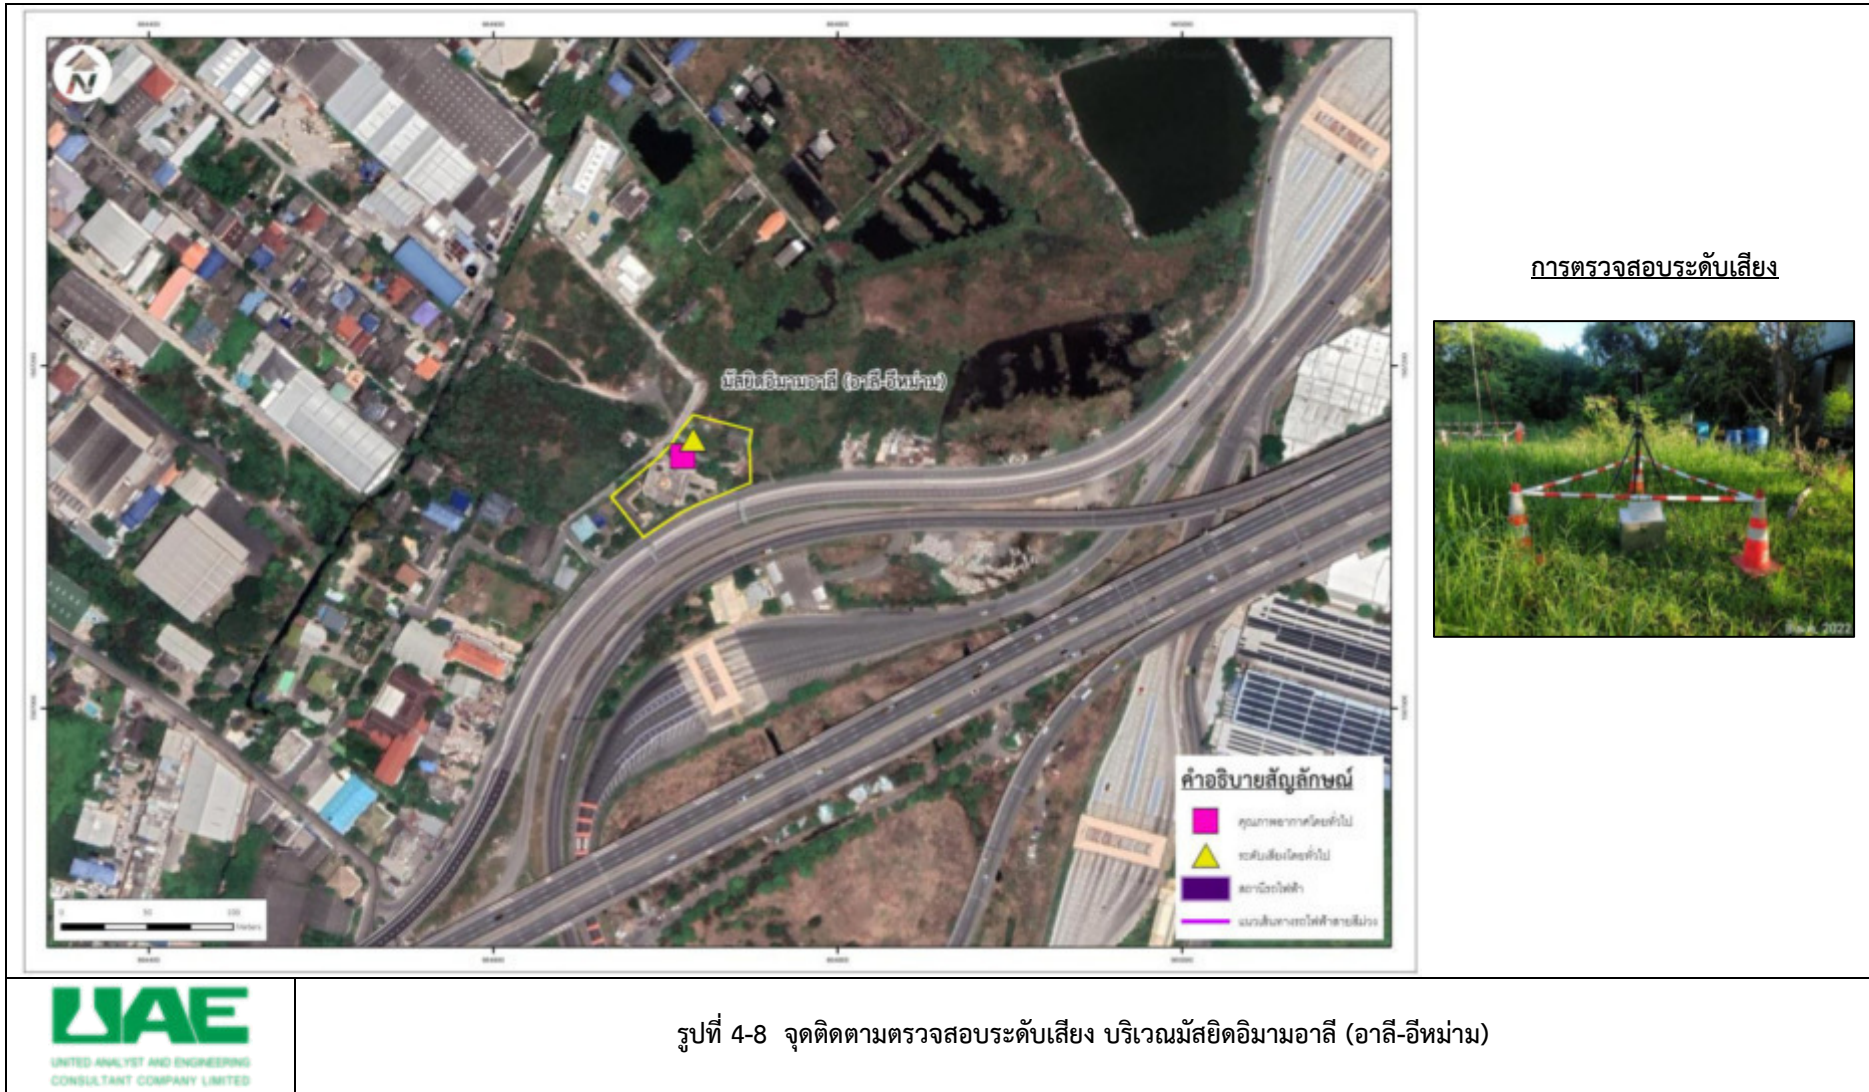 N
มัสยิดอิมามอาลี (อาลี-อีหม่าม)
การตรวจสอบระดับเสียง
2022
คำอธิบายสัญลักษณ์
คุณภาพอากาศโดยทั่วไป
ระดับเสียงโดยทั่วไป
สถานีรถไฟฟ้า
แนวเส้นทางรถไฟฟ้าสายสีม่วง
0 50 100
Meters
UAE
UNITED ANALYST AND ENGINEERING
CONSULTANT COMPANY LIMITED
รูปที่ 4-8 จุดติดตามตรวจสอบระดับเสียง บริเวณมัสยิดอิมามอาลี (อาลี-อีหม่าม)